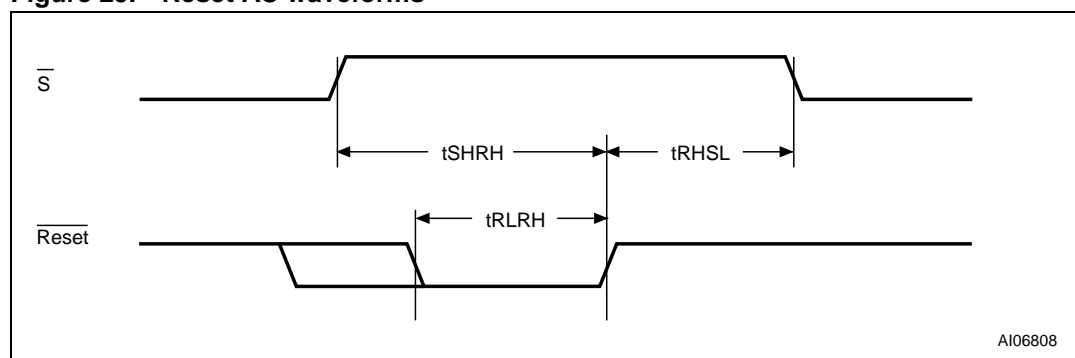 Figure 25. Reset AC waveforms
S
tSHRH
tRHSL
tRLRH
Reset
AI06808